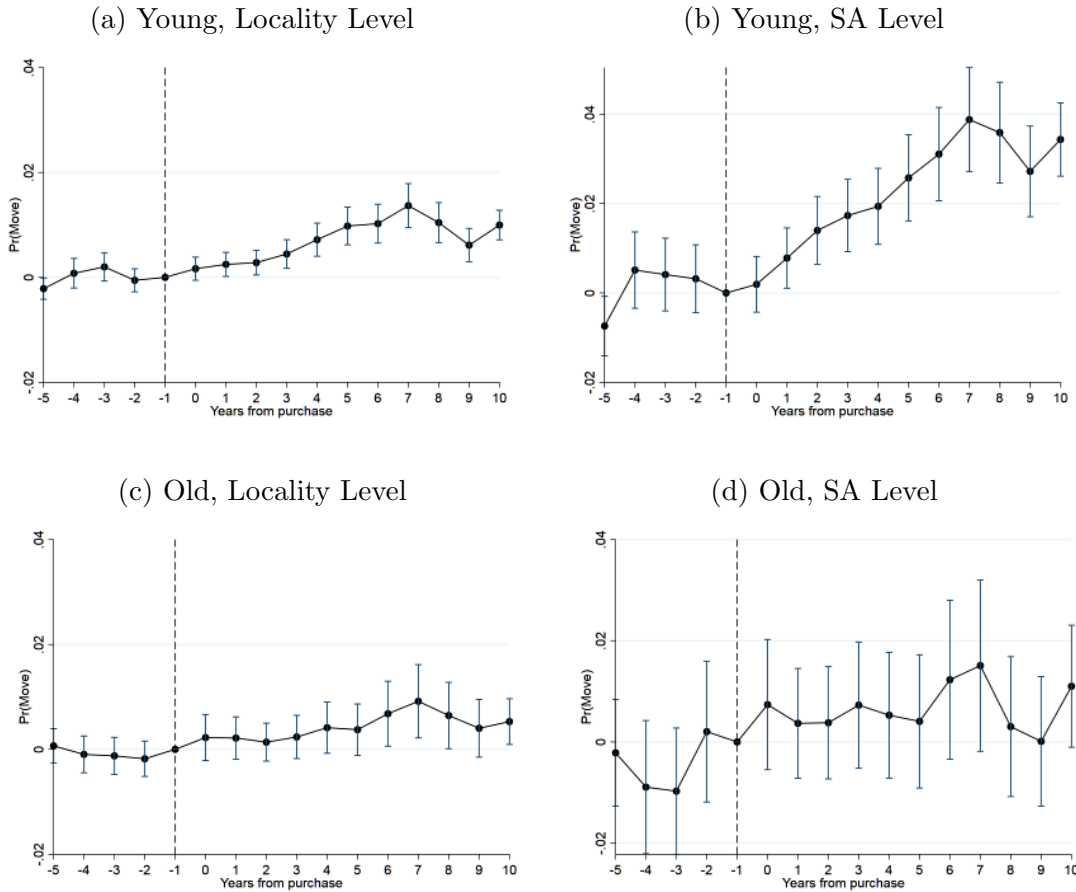 (a) Young, Locality Level
.04
.02
0
-.02
Pr(Move)
-5 -4 -3 -2 -1 0 1 2 3 4 5 6 7 8 9 10
Years from purchase
(b) Young, SA Level
.04
.02
0
-.02
Pr(Move)
-5 -4 -3 -2 -1 0 1 2 3 4 5 6 7 8 9 10
Years from purchase
(c) Old, Locality Level
.04
.02
0
-.02
Pr(Move)
-5 -4 -3 -2 -1 0 1 2 3 4 5 6 7 8 9 10
Years from purchase
(d) Old, SA Level
.04
.02
0
-.02
Pr(Move)
-5 -4 -3 -2 -1 0 1 2 3 4 5 6 7 8 9 10
Years from purchase